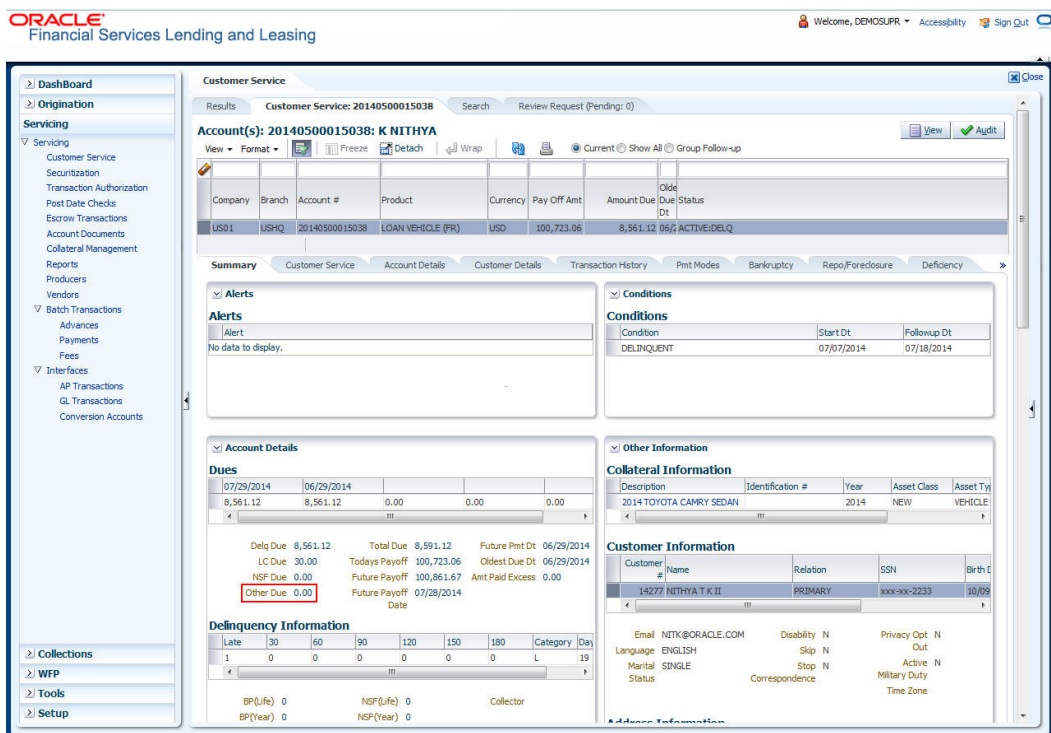 ORACLE
Financial Services Lending and Leasing
Welcome, DEMOSUPR Accessibility Sign Out
Close
DashBoard
Origination
Servicing
Servicing
Customer Service
Securitization
Transaction Authorization
Post Date Checks
Escrow Transactions
Account Documents
Collateral Management
Reports
Producers
Vendors
Batch Transactions
Advances
Payments
Fees
Interfaces
AP Transactions
GL Transactions
Conversion Accounts
Collections
WFP
Tools
Setup
Customer Service
Results Customer Service: 20140500015038 Search Review Request (Pending: 0)
Account(s): 20140500015038: K NITHYA
View Audit
View Format Freeze Detach Wrap Current Show All Group Follow-up
Company Branch Account # Product Currency Pay Off Amt Amount Due Olde Due Dt Status
US01 USHQ 20140500015038 LOAN VEHICLE (FR) USD 100,723.06 8,561.12 06/2 ACTIVE:DELQ
Summary Customer Service Account Details Customer Details Transaction History Pmt Modes Bankruptcy Repo/Foreclosure Deficiency »
Alerts
Alerts
Alert
No data to display.
Conditions
Conditions
Condition Start Dt Followup Dt
DELINQUENT 07/07/2014 07/18/2014
Account Details
Dues
07/29/2014 06/29/2014
8,561.12 8,561.12 0.00 0.00 0.00
Delq Due 8,561.12 Total Due 8,591.12 Future Pmt Dt 06/29/2014
LC Due 30.00 Todays Payoff 100,723.06 Oldest Due Dt 06/29/2014
NSF Due 0.00 Future Payoff 100,861.67 Amt Paid Excess 0.00
Other Due 0.00 Future Payoff Date 07/28/2014
Delinquency Information
Late 30 60 90 120 150 180 Category Day
1 0 0 0 0 0 0 L 19
BP(Life) 0 NSF(Life) 0 Collector
BP(Year) 0 NSF(Year) 0
Other Information
Collateral Information
Description Identification # Year Asset Class Asset Ty
2014 TOYOTA CAMRY SEDAN 2014 NEW VEHICLE
Customer Information
Customer # Name Relation SSN Birth D
14277 NITHYA T K II PRIMARY xxx-xx-2233 10/09
Email NITK@ORACLE.COM Disability N Privacy Opt Out N
Language ENGLISH Skip N Active Military Duty N
Marital Status SINGLE Stop Correspondence N
Time Zone
Address Information